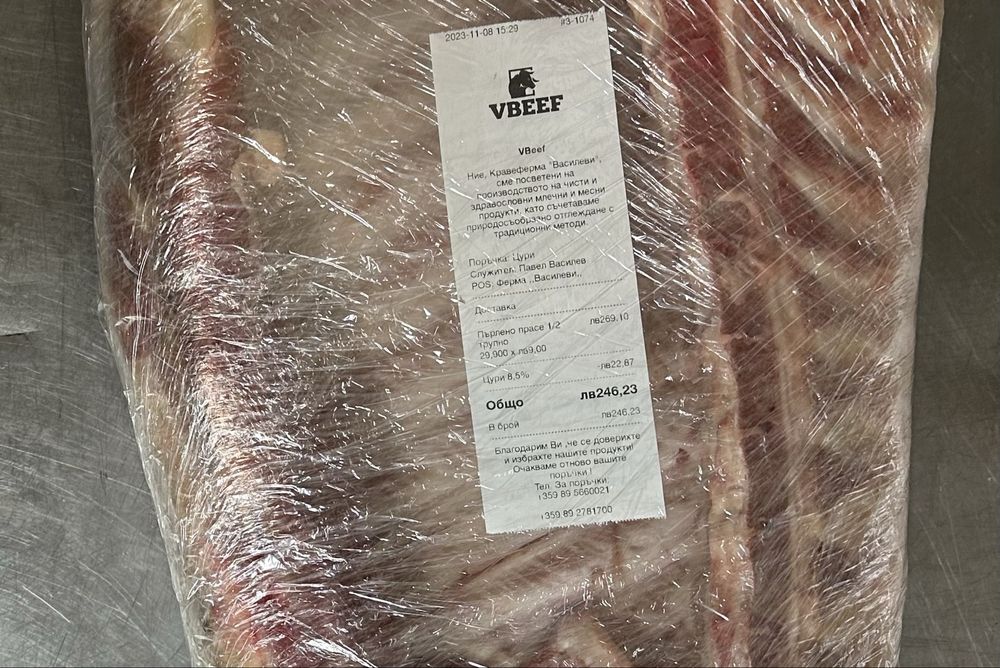 2023-11-08 15:29 #3-1074
VBEEF
VBeef
Ние, Кравеферма "Василеви",
сме посветени на
производството на чисти и
здравословни млечни и месни
продукти, като съчетаваме
природосъобразно отглеждане с
традиционни методи.
Поръчка: Цури
Служител: Павел Василев
POS: ферма ,,Василеви,,
Доставка
Пърлено прасе 1/2 лв269,10
трупно
29,900 x лв9,00
Цури 8,5% -лв22,87
Общо лв246,23
В брой лв246,23
Благодарим Ви ,че се доверихте
и избрахте нашите продукти!
Очакваме отново вашите
поръчки !
Тел. За поръчки:
+359 89 5660021
+359 89 2781700